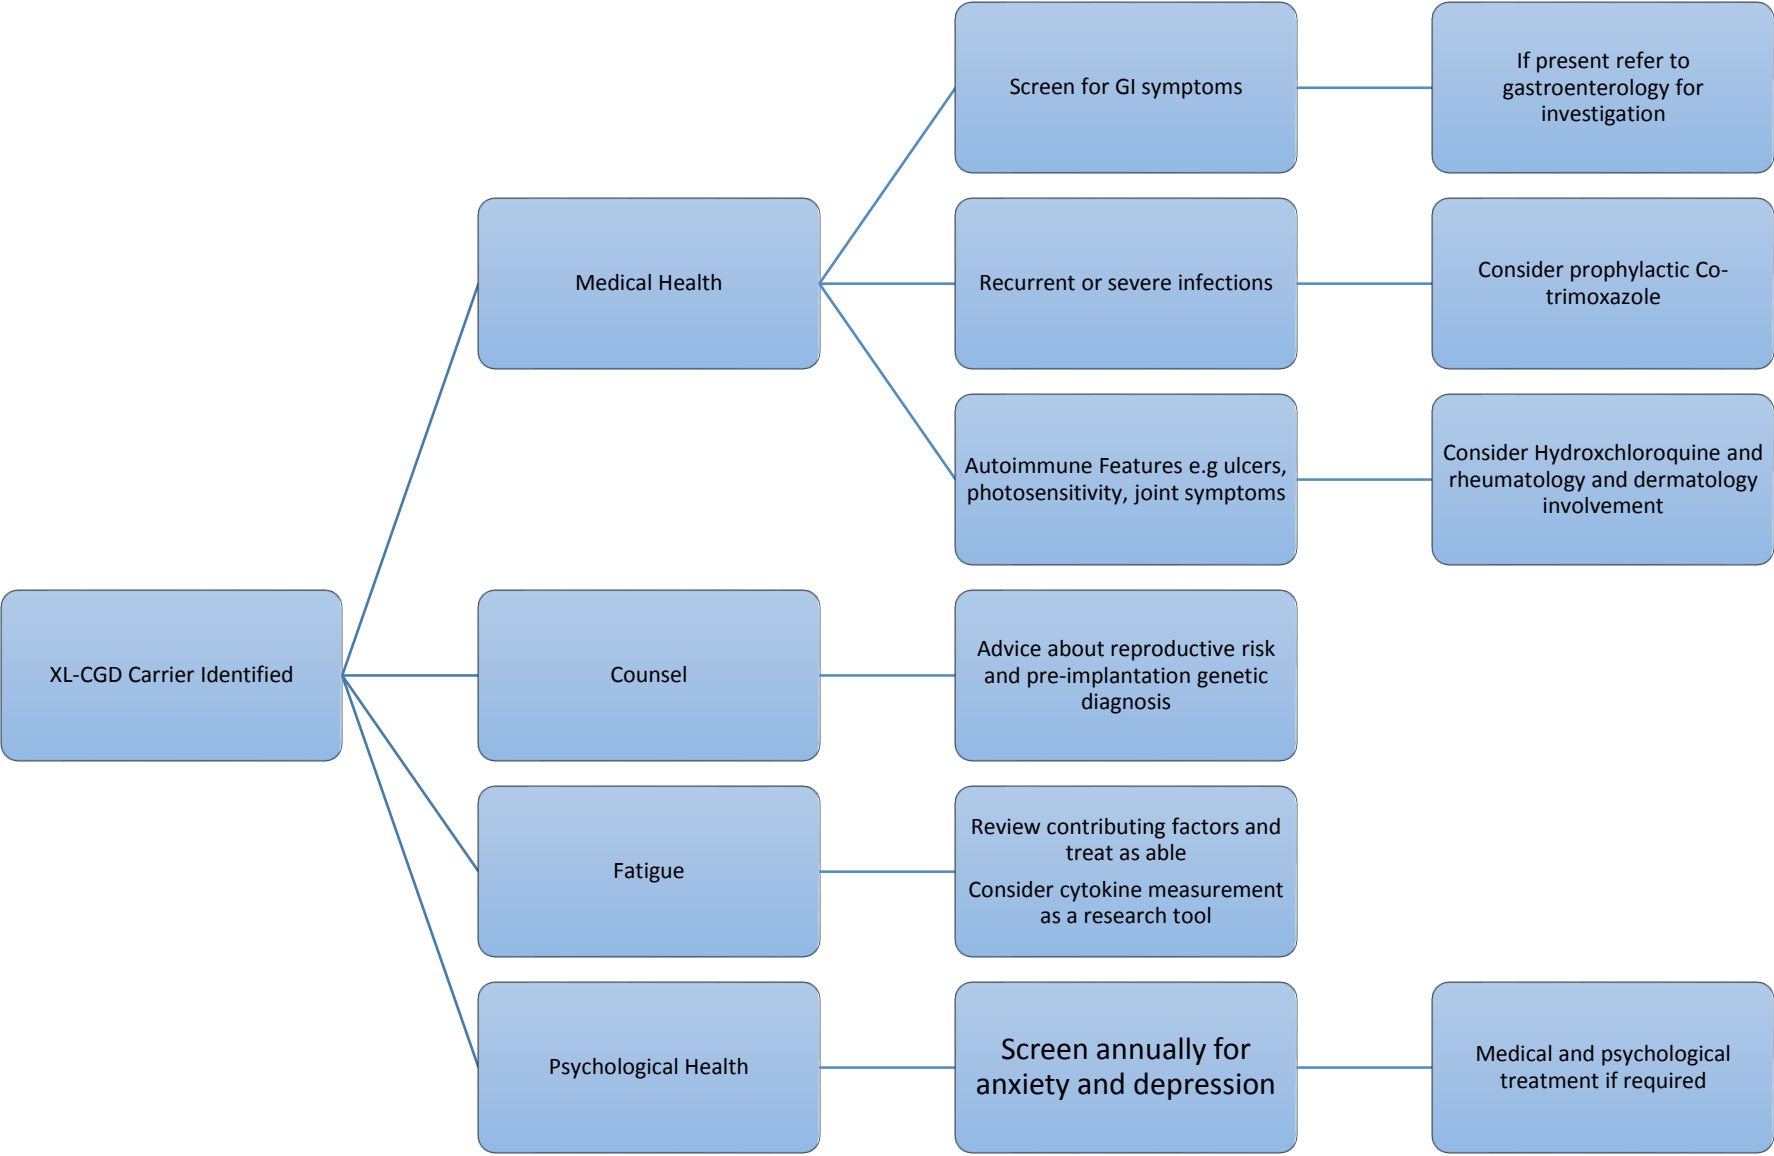 Screen for GI symptoms
If present refer to
gastroenterology for
investigation
Medical Health
Recurrent or severe infections
Consider prophylactic Co-
trimoxazole
Autoimmune Features e.g ulcers,
photosensitivity, joint symptoms
Consider Hydroxchloroquine and
rheumatology and dermatology
involvement
XL-CGD Carrier Identified
Counsel
Advice about reproductive risk
and pre-implantation genetic
diagnosis
Fatigue
Review contributing factors and
treat as able
Consider cytokine measurement
as a research tool
Psychological Health
Screen annually for
anxiety and depression
Medical and psychological
treatment if required